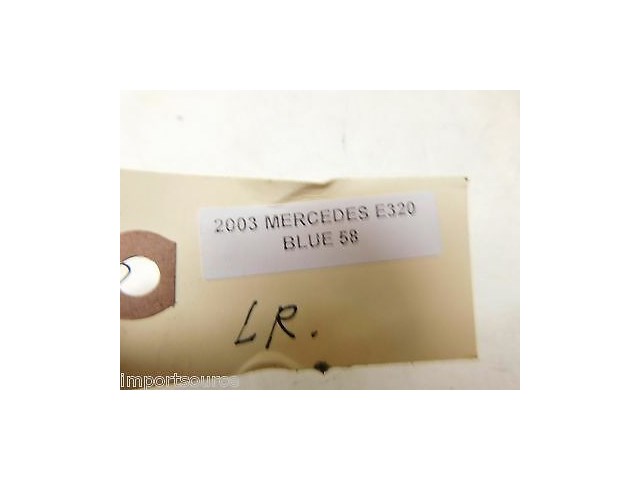 2003 MERCEDES E320
BLUE 58
LR.
importsource